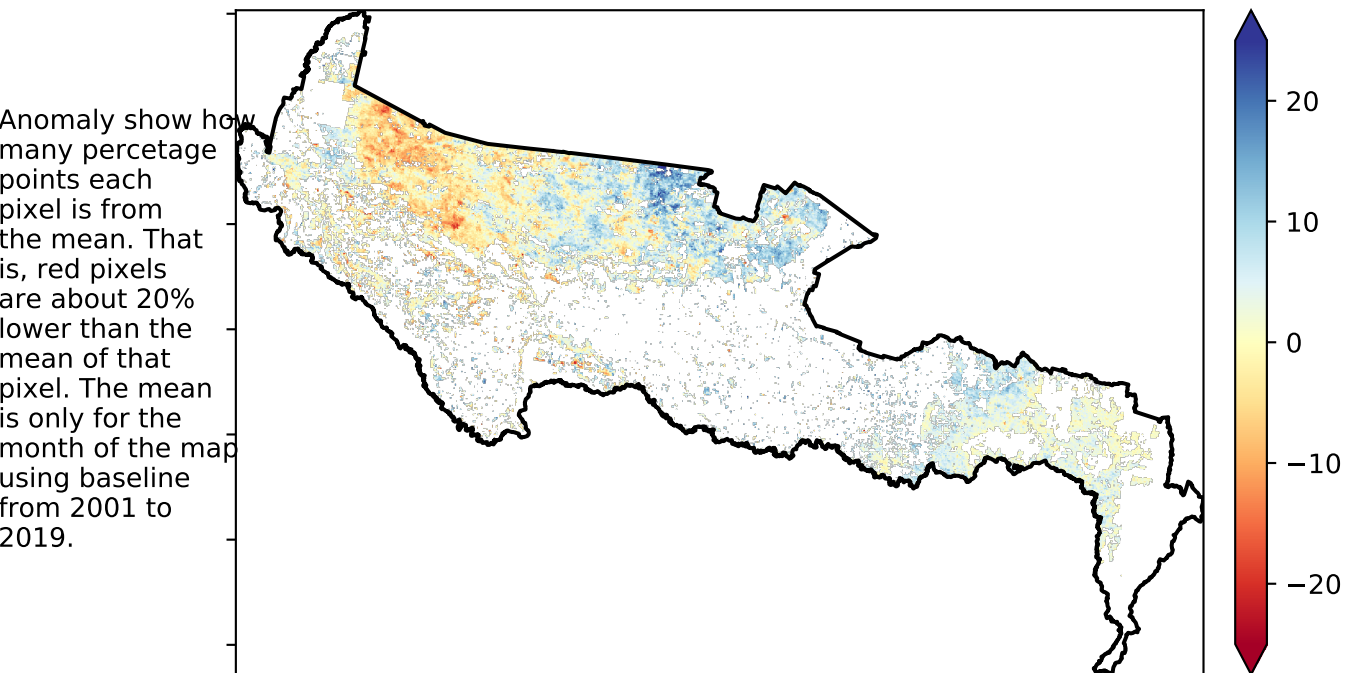 Anomaly show how
many percetage
points each
pixel is from
the mean. That
is, red pixels
are about 20%
lower than the
mean of that
pixel. The mean
is only for the
month of the map
using baseline
from 2001 to
2019.
20
10
0
−10
−20